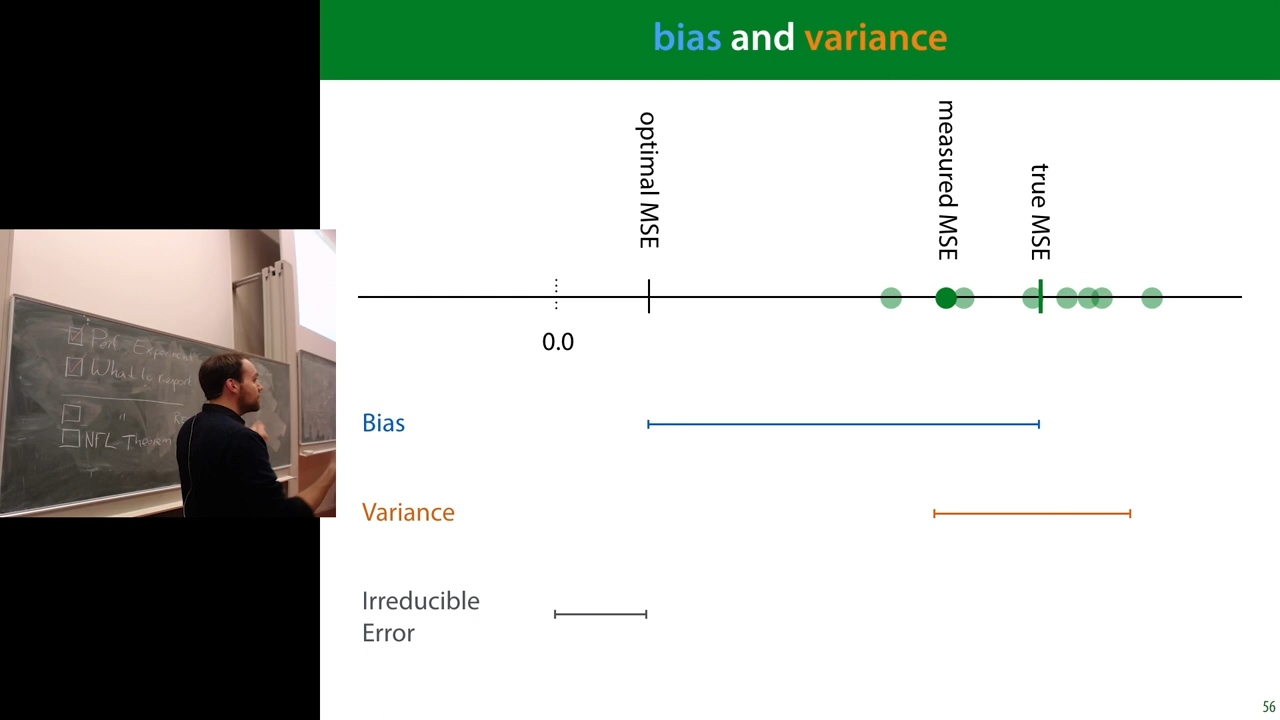 bias and variance
optimal MSE
measured MSE
true MSE
0.0
Bias
Variance
Irreducible
Error
56
Perf. Experiments
What to report
"
NFL Theorem